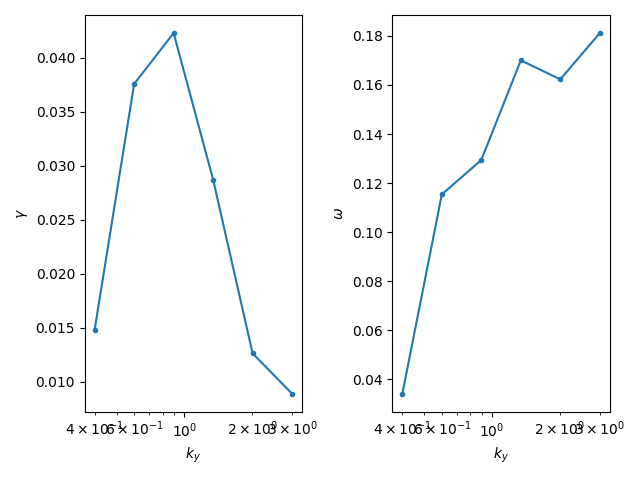 0.040
0.035
0.030
0.025
0.020
0.015
0.010
γ
4 × 10⁻¹ 6 × 10⁻¹ 10⁰ 2 × 10⁰ 3 × 10⁰
k_y
0.18
0.16
0.14
0.12
0.10
0.08
0.06
0.04
ω
4 × 10⁻¹ 6 × 10⁻¹ 10⁰ 2 × 10⁰ 3 × 10⁰
k_y